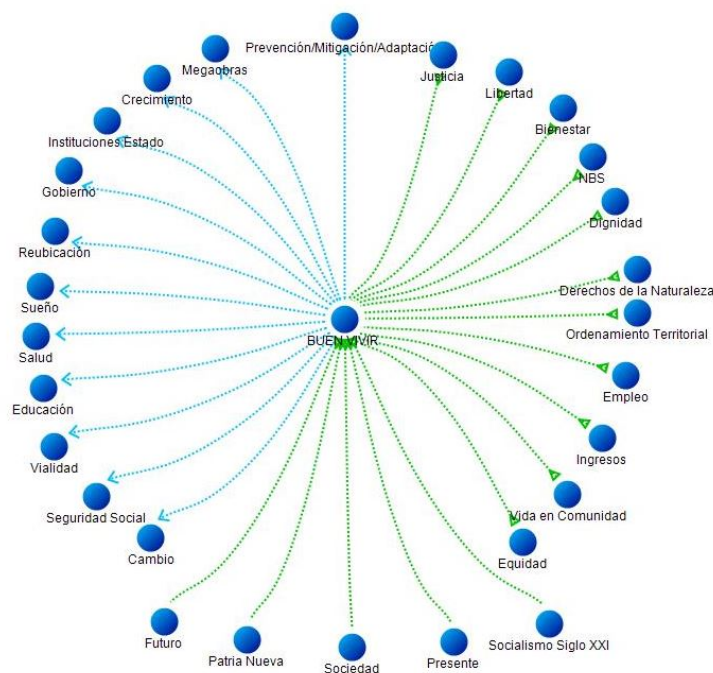 Prevención/Mitigación/Adaptació
Megaobras
Justicia
Crecimiento
Libertad
Instituciones Estado
Bienestar
Gobierno
NBS
Dignidad
Reubicación
Derechos de la Naturaleza
Sueño
Ordenamiento Territorial
BUEN VIVIR
Salud
Empleo
Educación
Ingresos
Vialidad
Vida en Comunidad
Seguridad Social
Equidad
Cambio
Futuro
Patria Nueva
Sociedad
Presente
Socialismo Siglo XXI